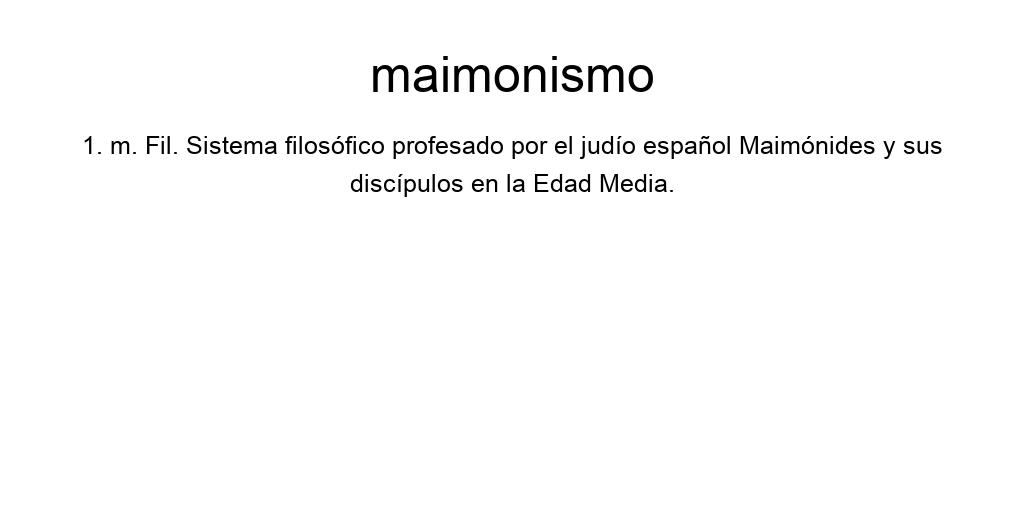 maimonismo
1. m. Fil. Sistema filosófico profesado por el judío español Maimónides y sus
discípulos en la Edad Media.